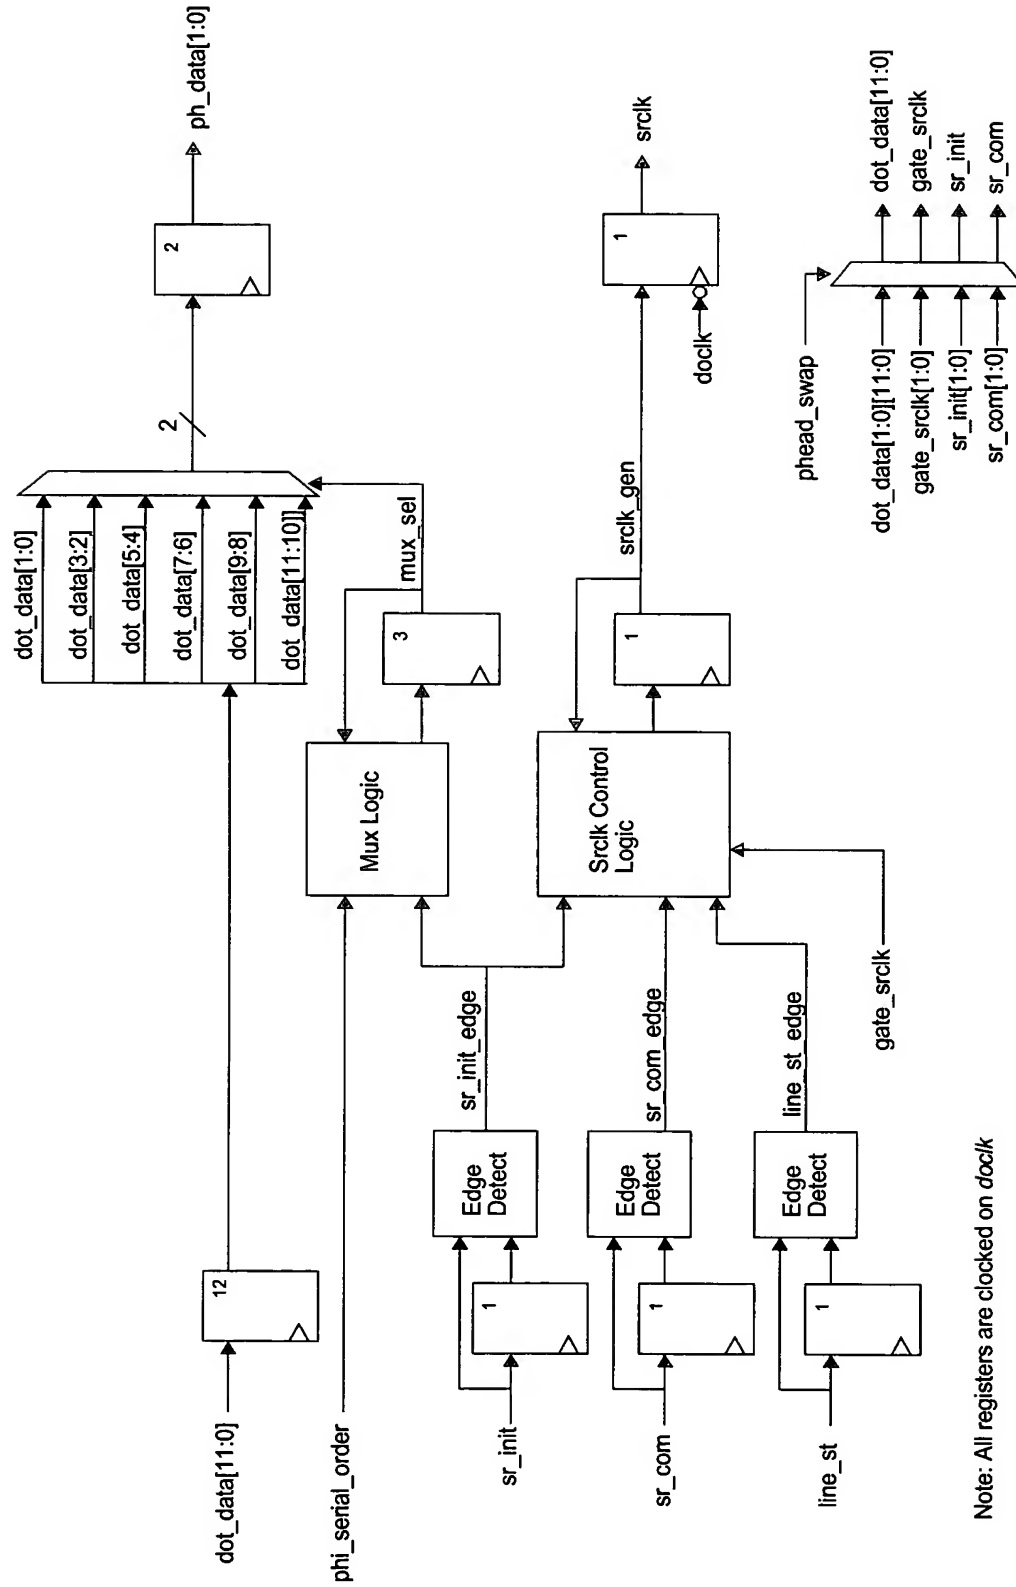 dot_data[11:0]
12
dot_data[1:0]
dot_data[3:2]
dot_data[5:4]
dot_data[7:6]
dot_data[9:8]
dot_data[11:10]]
2
2
ph_data[1:0]
phi_serial_order
Mux Logic
3
mux_sel
sr_init
1
Edge
Detect
sr_init_edge
sr_com
1
Edge
Detect
sr_com_edge
line_st
1
Edge
Detect
line_st_edge
gate_srclk
Srclk Control
Logic
1
srclk_gen
doclk
1
srclk
phead_swap
dot_data[1:0][11:0]
gate_srclk[1:0]
sr_init[1:0]
sr_com[1:0]
dot_data[11:0]
gate_srclk
sr_init
sr_com
Note: All registers are clocked on doclk